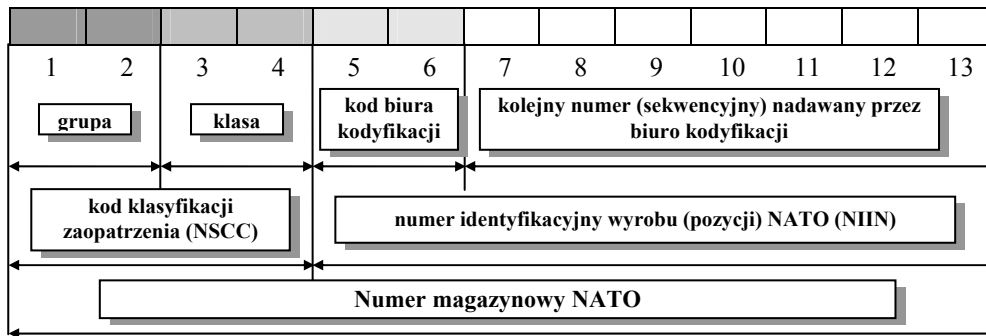 1 2 3 4 5 6 7 8 9 10 11 12 13
grupa
klasa
kod biura
kodyfikacji
kolejny numer (sekwencyjny) nadawany przez
biuro kodyfikacji
kod klasyfikacji
zaopatrzenia (NSCC)
numer identyfikacyjny wyrobu (pozycji) NATO (NIIN)
Numer magazynowy NATO